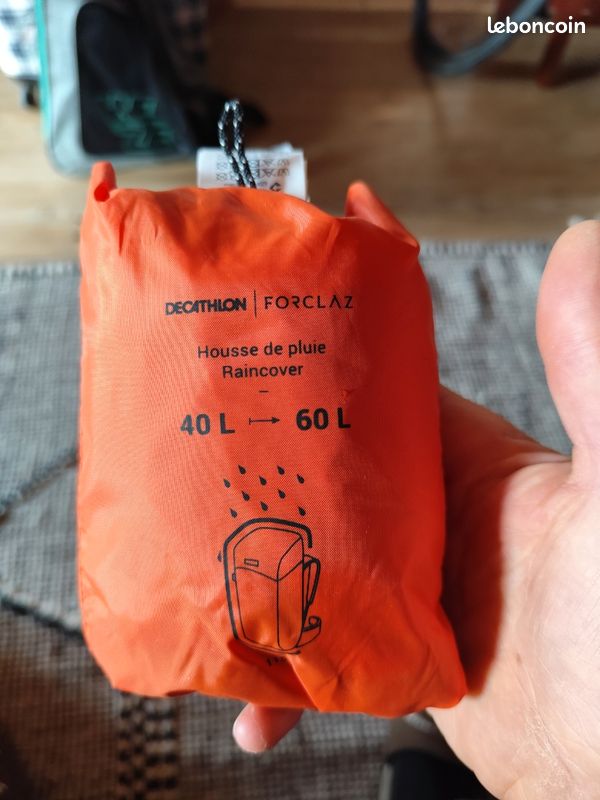 leboncoin
DECATHLON | FORCLAZ
Housse de pluie
Raincover
–
40 L ↦ 60 L